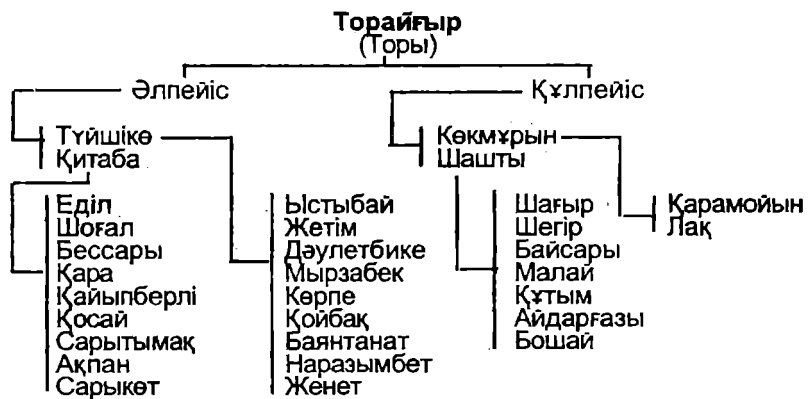 Торайғыр
(Торы)
Әлпейіс
Құлпейіс
Түйшікө
Қитаба
Көкмұрын
Шашты
Еділ
Шоғал
Бессары
Қара
Қайыпберлі
Қосай
Сарытымақ
Ақпан
Сарыкөт
Ыстыбай
Жетім
Дәулетбике
Мырзабек
Көрпе
Қойбақ
Баянтанат
Наразымбет
Женет
Шағыр
Шегір
Байсары
Малай
Құтым
Айдарғазы
Бошай
Қарамойын
Лақ